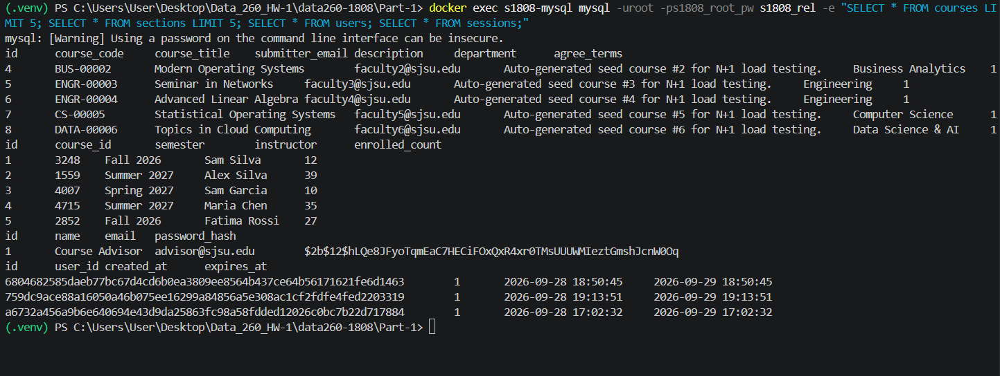 (.venv) PS C:\Users\User\Desktop\Data_260_HW-1\data260-1808\Part-1> docker exec s1808-mysql mysql -uroot -ps1808_root_pw s1808_rel -e "SELECT * FROM courses LI
MIT 5; SELECT * FROM sections LIMIT 5; SELECT * FROM users; SELECT * FROM sessions;"
mysql: [Warning] Using a password on the command line interface can be insecure.
id course_code course_title submitter_email description department agree_terms
4 BUS-00002 Modern Operating Systems faculty2@sjsu.edu Auto-generated seed course #2 for N+1 load testing. Business Analytics 1
5 ENGR-00003 Seminar in Networks faculty3@sjsu.edu Auto-generated seed course #3 for N+1 load testing. Engineering 1
6 ENGR-00004 Advanced Linear Algebra faculty4@sjsu.edu Auto-generated seed course #4 for N+1 load testing. Engineering 1
7 CS-00005 Statistical Operating Systems faculty5@sjsu.edu Auto-generated seed course #5 for N+1 load testing. Computer Science 1
8 DATA-00006 Topics in Cloud Computing faculty6@sjsu.edu Auto-generated seed course #6 for N+1 load testing. Data Science & AI 1
id course_id semester instructor enrolled_count
1 3248 Fall 2026 Sam Silva 12
2 1559 Summer 2027 Alex Silva 39
3 4007 Spring 2027 Sam Garcia 10
4 4715 Summer 2027 Maria Chen 35
5 2852 Fall 2026 Fatima Rossi 27
id name email password_hash
1 Course Advisor advisor@sjsu.edu $2b$12$hLQe8JFyoTqmEaC7HECiFOxQxR4xr0TMsUUUWMIeztGmshJcnW0Oq
id user_id created_at expires_at
6804682585daeb77bc67d4cd6b0ea3809ee8564b437ce64b56171621fe6d1463 1 2026-09-28 18:50:45 2026-09-29 18:50:45
759dc9ace88a16050a46b075ee16299a84856a5e308ac1cf2fdfe4fed2203319 1 2026-09-28 19:13:51 2026-09-29 19:13:51
a6732a456a9b6e640694e43d9da25863fc98a58fdded12026c0bc7b22d717884 1 2026-09-28 17:02:32 2026-09-29 17:02:32
(.venv) PS C:\Users\User\Desktop\Data_260_HW-1\data260-1808\Part-1>